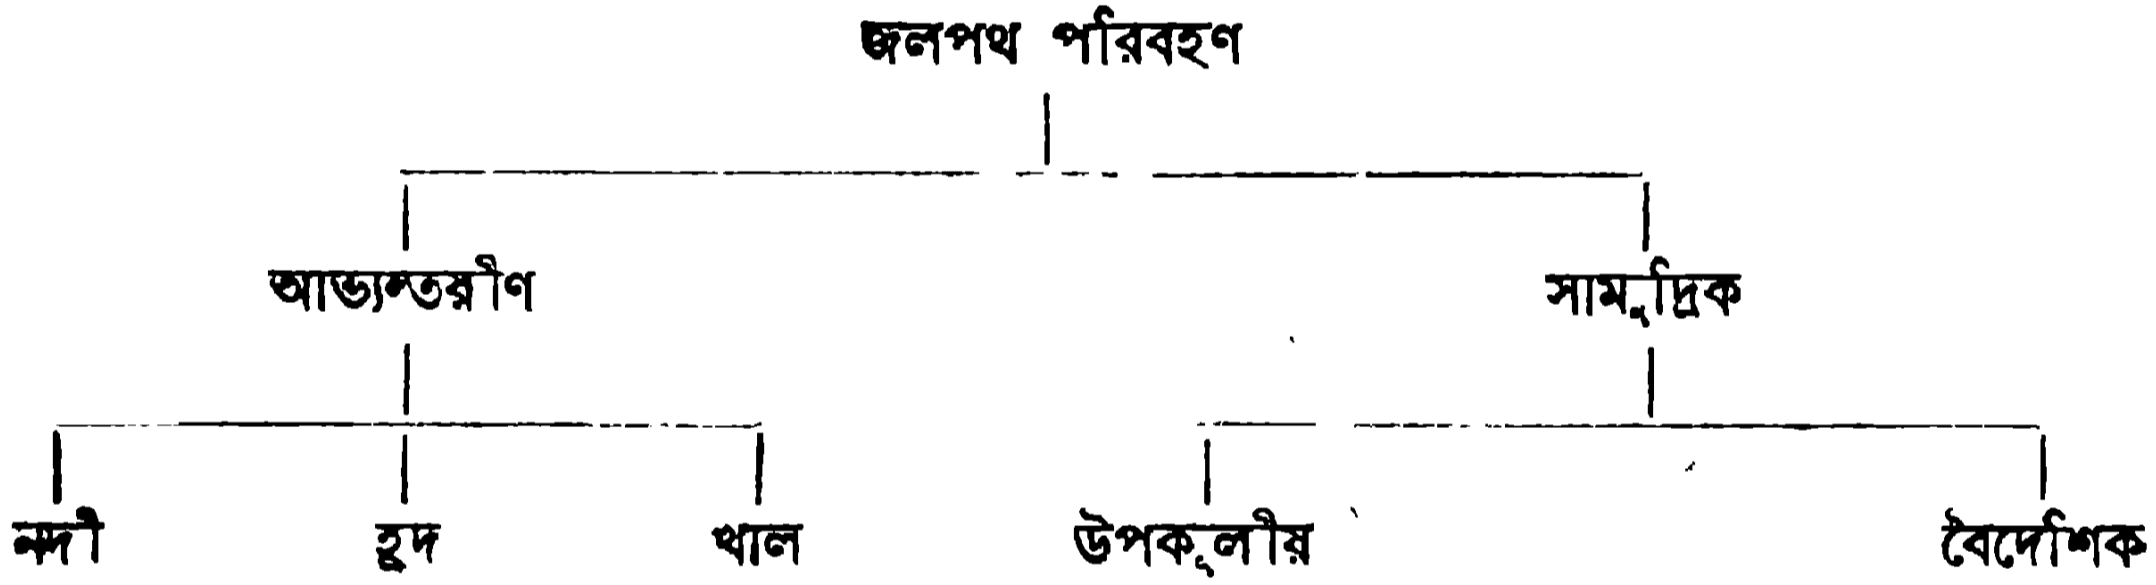 জলপথ পরিবহণ
আভ্যন্তরীণ সামুদ্রিক
নদী হ্রদ খাল উপকূলীয় বৈদেশিক